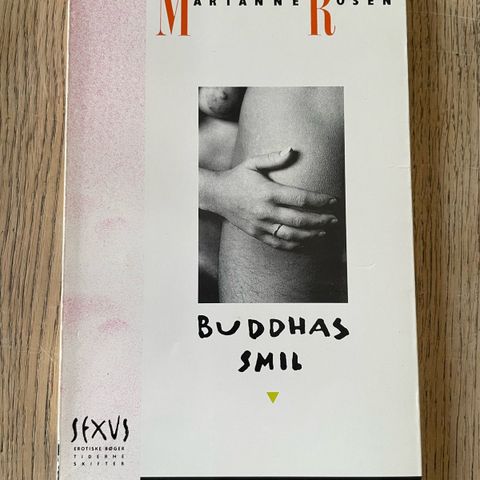 MARIANNE ROSEN
BUDDHAS
SMIL
SEXUS
EROTISKE BØGER
TIDERNE
SKIFTER